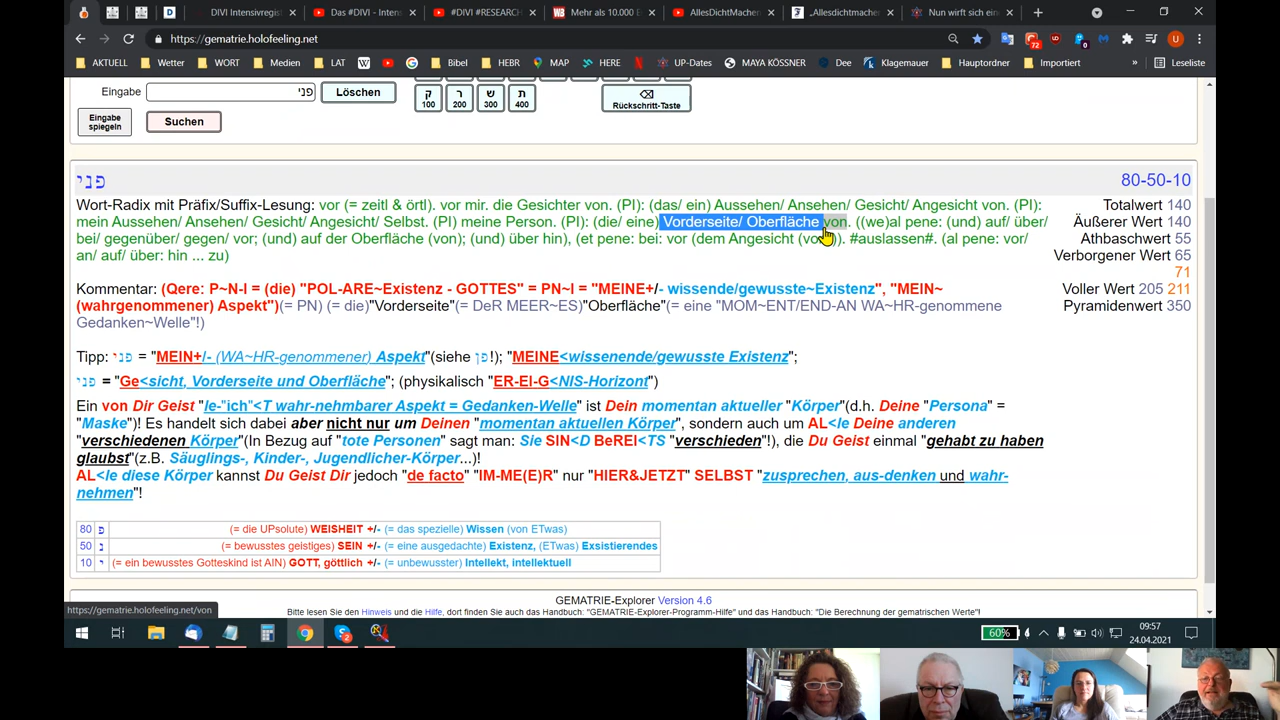 DIVI Intensivregist
Das #DIVI - Intens
#DIVI #RESEARCH
Mehr als 10.000 E
AllesDichtMachen
„Allesdichtmache
Nun wirft sich ein
https://gematrie.holofeeling.net
AKTUELL Wetter WORT Medien LAT Bibel HEBR MAP HERE UP-Dates MAYA KÖSSNER Dee Klagemauer Hauptordner Importiert » Leseliste
Eingabe פני Löschen
ק 100 ר 200 ש 300 ת 400 Rückschritt-Taste
Eingabe spiegeln Suchen
פני 80-50-10
Wort-Radix mit Präfix/Suffix-Lesung: vor (= zeitl & örtl). vor mir. die Gesichter von. (PI): (das/ ein) Aussehen/ Ansehen/ Gesicht/ Angesicht von. (PI): Totalwert 140
mein Aussehen/ Ansehen/ Gesicht/ Angesicht/ Selbst. (PI) meine Person. (PI): (die/ eine) Vorderseite/ Oberfläche von. ((we)al pene: (und) auf/ über/ Äußerer Wert 140
bei/ gegenüber/ gegen/ vor; (und) auf der Oberfläche (von); (und) über hin), (et pene: bei: vor (dem Angesicht (von)). #auslassen#. (al pene: vor/ Athbaschwert 55
an/ auf/ über: hin ... zu) Verborgener Wert 65
71
Kommentar: (Qere: P~N-I = (die) "POL-ARE~Existenz - GOTTES" = PN~I = "MEINE+/- wissende/gewusste~Existenz", "MEIN~ Voller Wert 205 211
(wahrgenommener) Aspekt")(= PN) (= die)"Vorderseite"(= DeR MEER~ES)"Oberfläche"(= eine "MOM~ENT/END-AN WA~HR-genommene Pyramidenwert 350
Gedanken~Welle"!)
Tipp: פני = "MEIN+/- (WA~HR-genommener) Aspekt"(siehe פן!); "MEINE<wissenende/gewusste Existenz";
פני = "Ge<sicht, Vorderseite und Oberfläche"; (physikalisch "ER-EI-G<NIS-Horizont")
Ein von Dir Geist "le-"ich"<T wahr-nehmbarer Aspekt = Gedanken-Welle" ist Dein momentan aktueller "Körper"(d.h. Deine "Persona" =
"Maske")! Es handelt sich dabei aber nicht nur um Deinen "momentan aktuellen Körper", sondern auch um AL<le Deine anderen
"verschiedenen Körper"(In Bezug auf "tote Personen" sagt man: Sie SIN<D BeREI<TS "verschieden"!), die Du Geist einmal "gehabt zu haben
glaubst"(z.B. Säuglings-, Kinder-, Jugendlicher-Körper...)!
AL<le diese Körper kannst Du Geist Dir jedoch "de facto" "IM-ME(E)R" nur "HIER&JETZT" SELBST "zusprechen, aus-denken und wahr-
nehmen"!
80 פ (= die UPsolute) WEISHEIT +/- (= das spezielle) Wissen (von ETwas)
50 נ (= bewusstes geistiges) SEIN +/- (= eine ausgedachte) Existenz, (ETwas) Exsistierendes
10 י (= ein bewusstes Gotteskind ist AIN) GOTT, göttlich +/- (= unbewusster) Intellekt, intellektuell
GEMATRIE-Explorer Version 4.6
https://gematrie.holofeeling.net/von
Bitte lesen Sie den Hinweis und die Hilfe, dort finden Sie auch das Handbuch: "GEMATRIE-Explorer-Programm-Hilfe" und das Handbuch: "Die Berechnung der gematrischen Werte"!
60% 09:57
24.04.2021